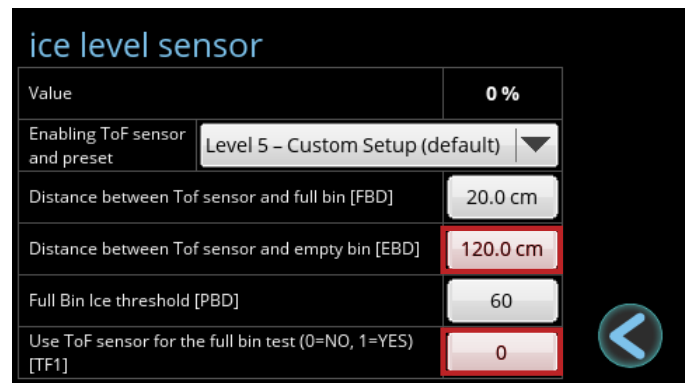 ice level sensor
Value
0 %
Enabling ToF sensor
and preset
Level 5 – Custom Setup (default)
Distance between Tof sensor and full bin [FBD]
20.0 cm
Distance between Tof sensor and empty bin [EBD]
120.0 cm
Full Bin Ice threshold [PBD]
60
Use ToF sensor for the full bin test (0=NO, 1=YES)
[TF1]
0